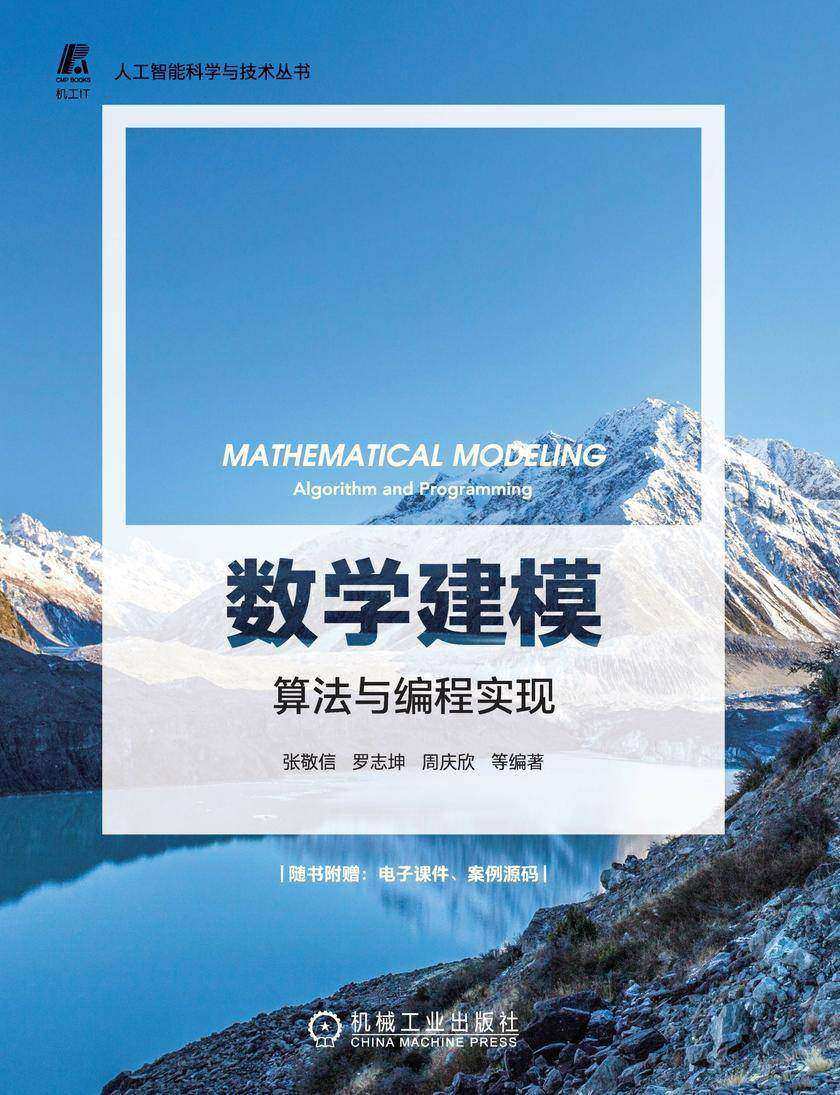 CMP BOOKS
机工IT
人工智能科学与技术丛书
MATHEMATICAL MODELING
Algorithm and Programming
数学建模
算法与编程实现
张敬信 罗志坤 周庆欣 等编著
|随书附赠：电子课件、案例源码|
机械工业出版社
CHINA MACHINE PRESS